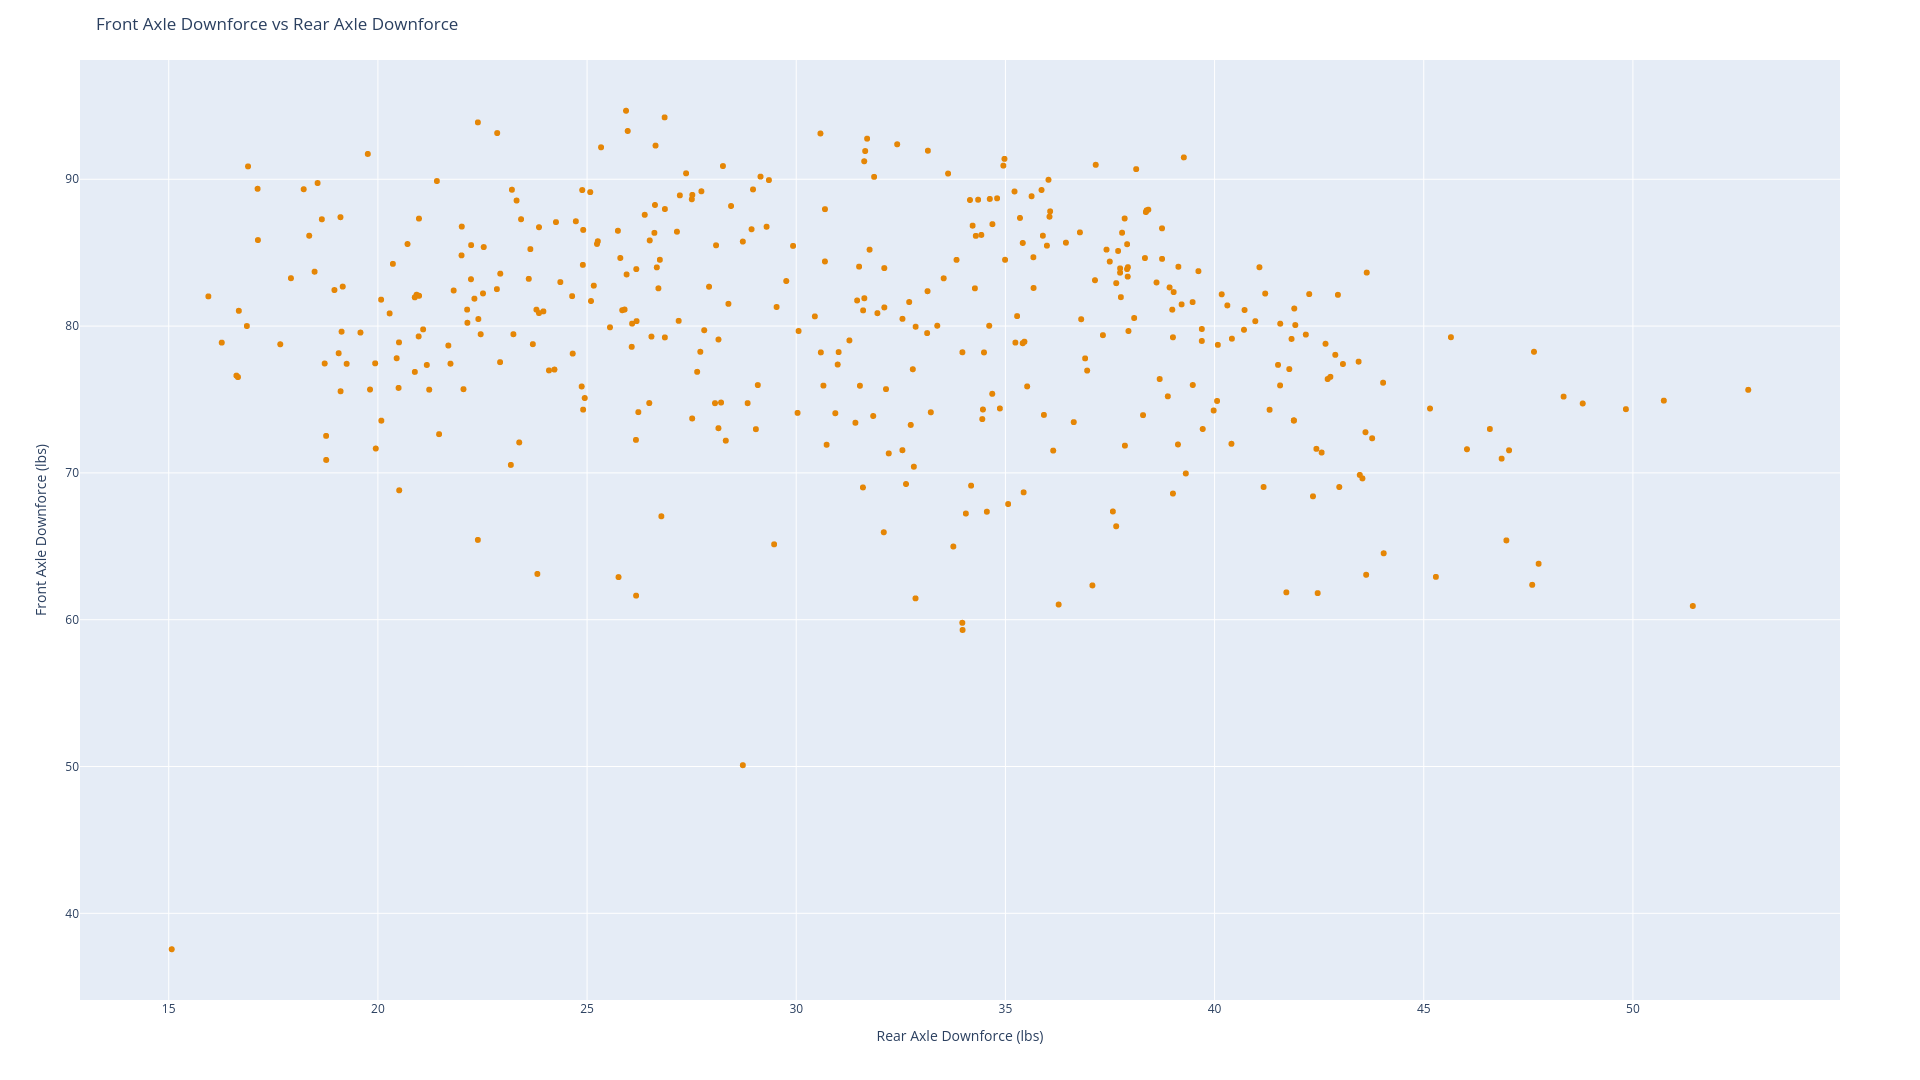 Front Axle Downforce vs Rear Axle Downforce
90
80
70
60
50
40
Front Axle Downforce (lbs)
15 20 25 30 35 40 45 50
Rear Axle Downforce (lbs)